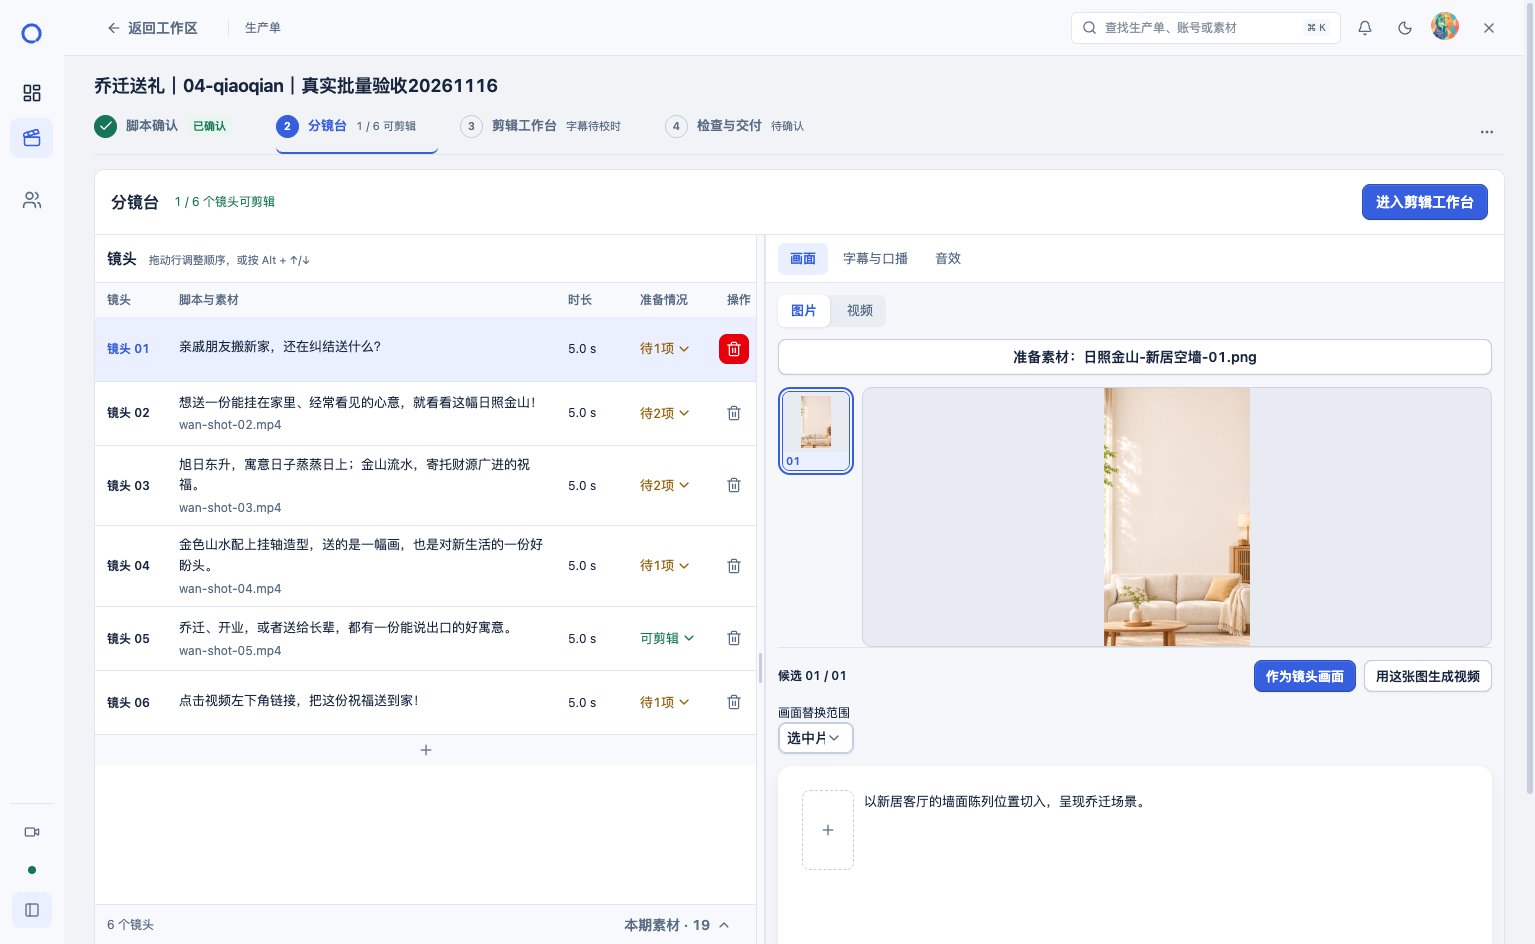 返回工作区
生产单
查找生产单、账号或素材
⌘ K
乔迁送礼｜04-qiaoqian｜真实批量验收20261116
脚本确认 已确认
2 分镜台 1 / 6 可剪辑
3 剪辑工作台 字幕待校时
4 检查与交付 待确认
分镜台 1 / 6 个镜头可剪辑
进入剪辑工作台
镜头 拖动行调整顺序，或按 Alt + ↑/↓
镜头 脚本与素材 时长 准备情况 操作
镜头 01 亲戚朋友搬新家，还在纠结送什么？ 5.0 s 待1项
镜头 02 想送一份能挂在家里、经常看见的心意，就看看这幅日照金山！ 5.0 s 待2项
wan-shot-02.mp4
旭日东升，寓意日子蒸蒸日上；金山流水，寄托财源广进的祝
镜头 03 福。 5.0 s 待2项
wan-shot-03.mp4
金色山水配上挂轴造型，送的是一幅画，也是对新生活的一份好
镜头 04 盼头。 5.0 s 待1项
wan-shot-04.mp4
镜头 05 乔迁、开业，或者送给长辈，都有一份能说出口的好寓意。 5.0 s 可剪辑
wan-shot-05.mp4
镜头 06 点击视频左下角链接，把这份祝福送到家！ 5.0 s 待1项
6 个镜头
本期素材 · 19
画面 字幕与口播 音效
图片 视频
准备素材：日照金山-新居空墙-01.png
01
候选 01 / 01
作为镜头画面
用这张图生成视频
画面替换范围
选中片
以新居客厅的墙面陈列位置切入，呈现乔迁场景。